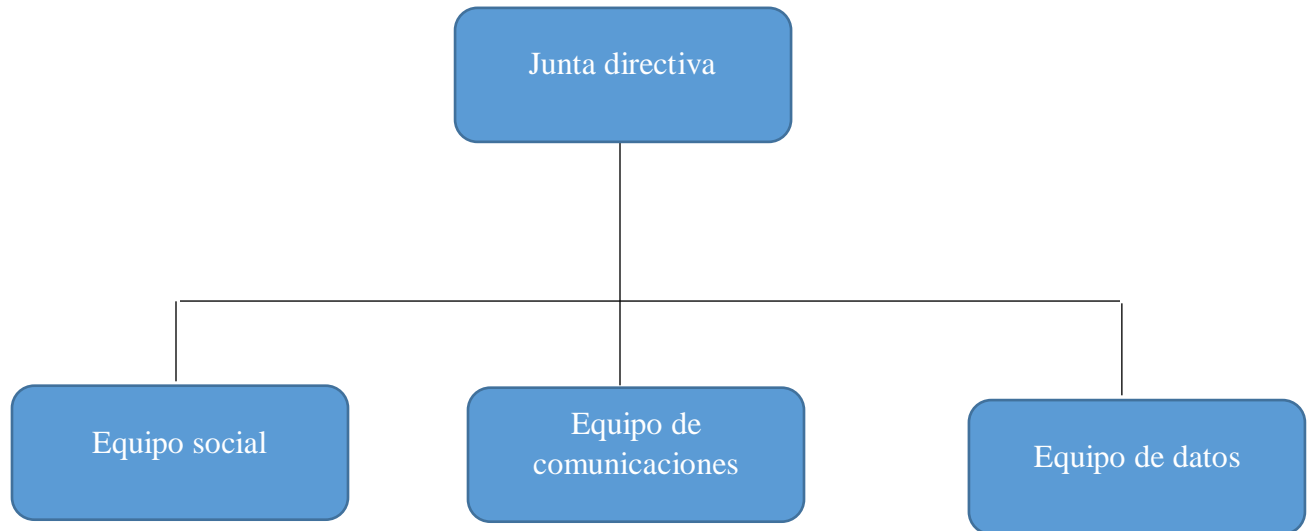 Junta directiva
Equipo social
Equipo de
comunicaciones
Equipo de datos